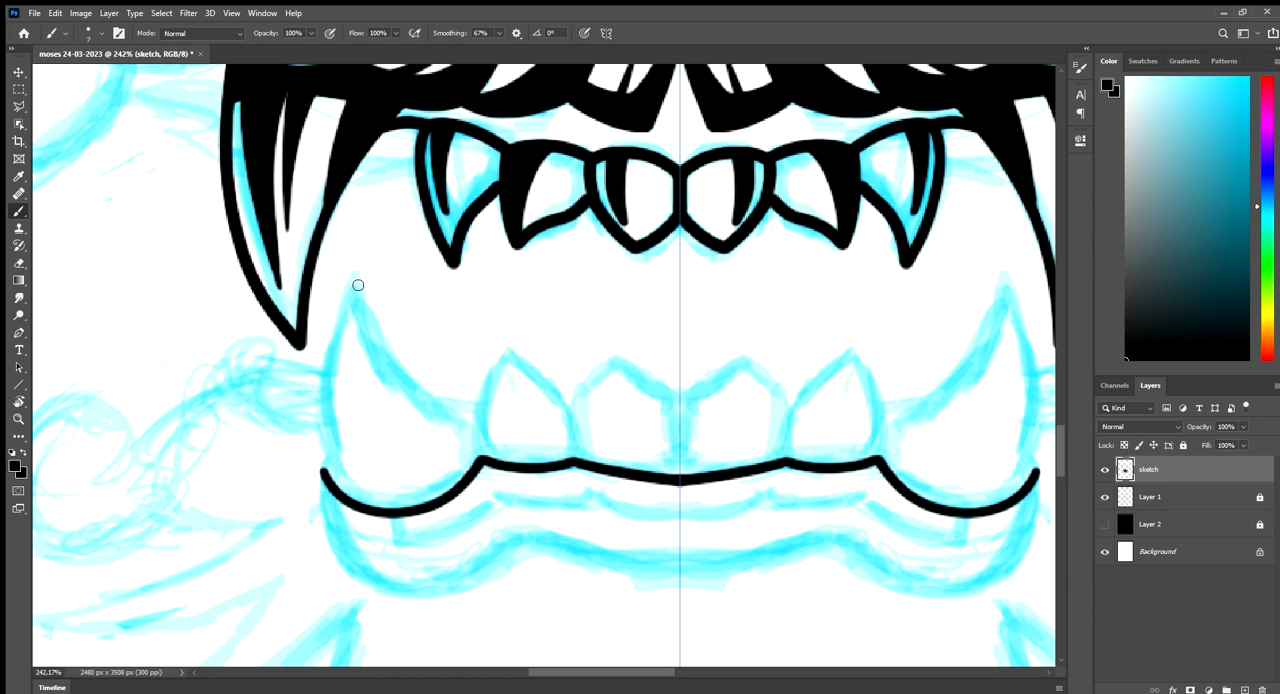 Ps File Edit Image Layer Type Select Filter 3D View Window Help
7 Mode: Normal Opacity: 100% Flow: 100% Smoothing: 67% 0°
moses 24-03-2023 @ 242% (sketch, RGB/8) *
Color Swatches Gradients Patterns
Channels Layers
Kind
Normal Opacity: 100%
Lock: Fill: 100%
sketch
Layer 1
Layer 2
Background
242,17% 2480 px x 3508 px (300 ppi)
Timeline